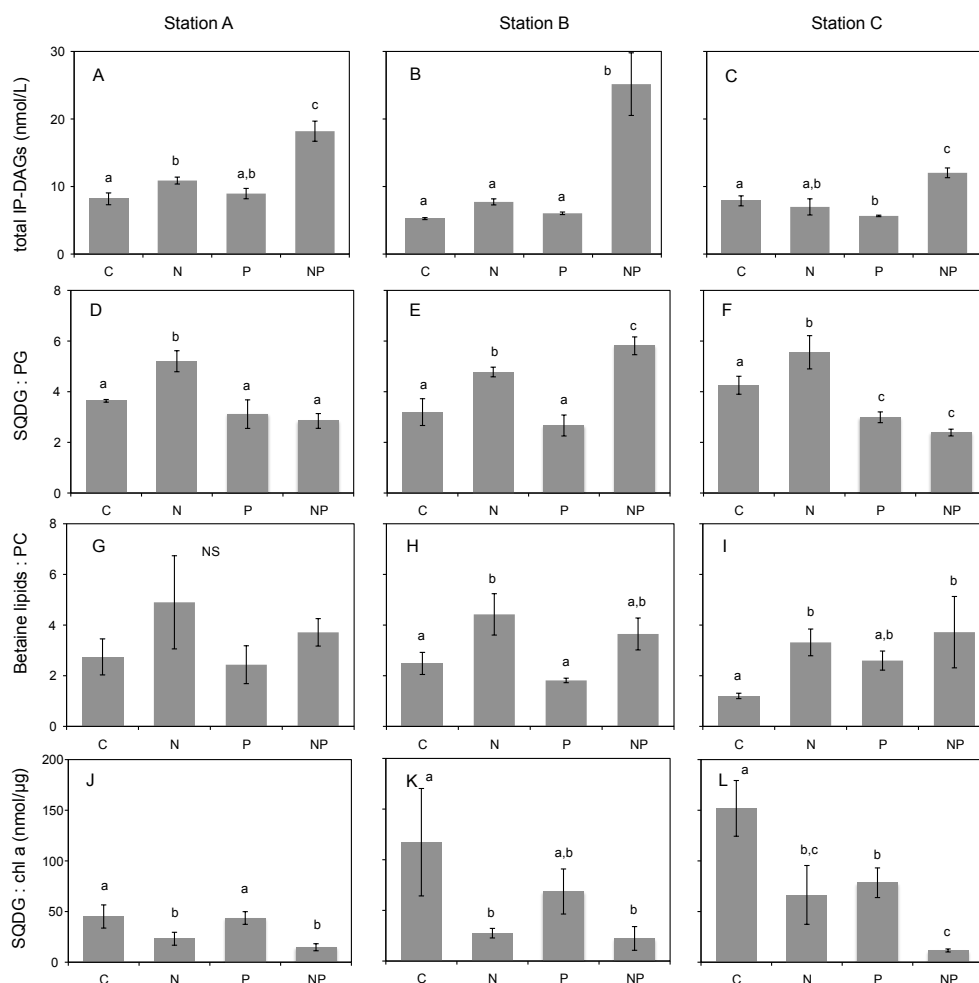 Station A Station B Station C
total IP-DAGs (nmol/L)
30
20
10
0
A
a b a,b c
C N P NP
B
a a a b
C N P NP
C
a a,b b c
C N P NP
SQDG : PG
8
6
4
2
0
D
a b a a
C N P NP
E
a b a c
C N P NP
F
a b c c
C N P NP
Betaine lipids : PC
8
6
4
2
0
G
NS
C N P NP
H
a b a a,b
C N P NP
I
a b a,b b
C N P NP
SQDG : chl a (nmol/µg)
200
150
100
50
0
J
a b a b
C N P NP
K
a b a,b b
C N P NP
L
a b,c b c
C N P NP